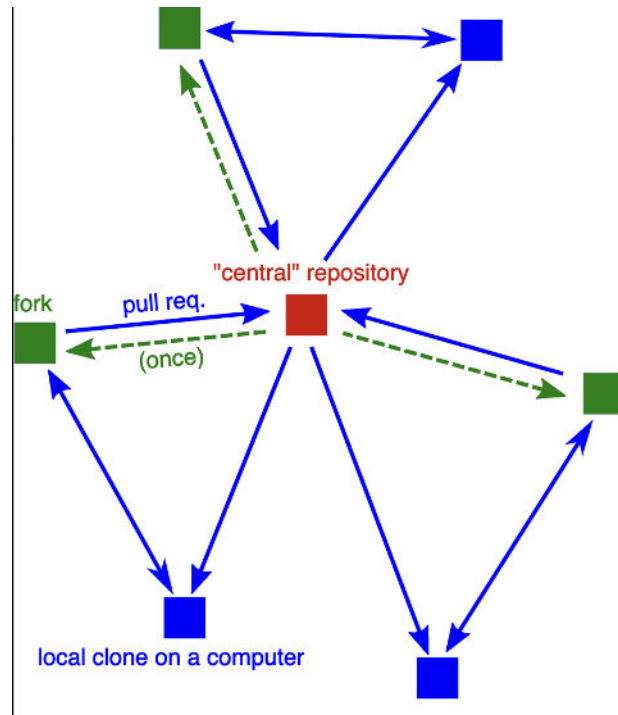 "central" repository
fork
pull req.
(once)
local clone on a computer